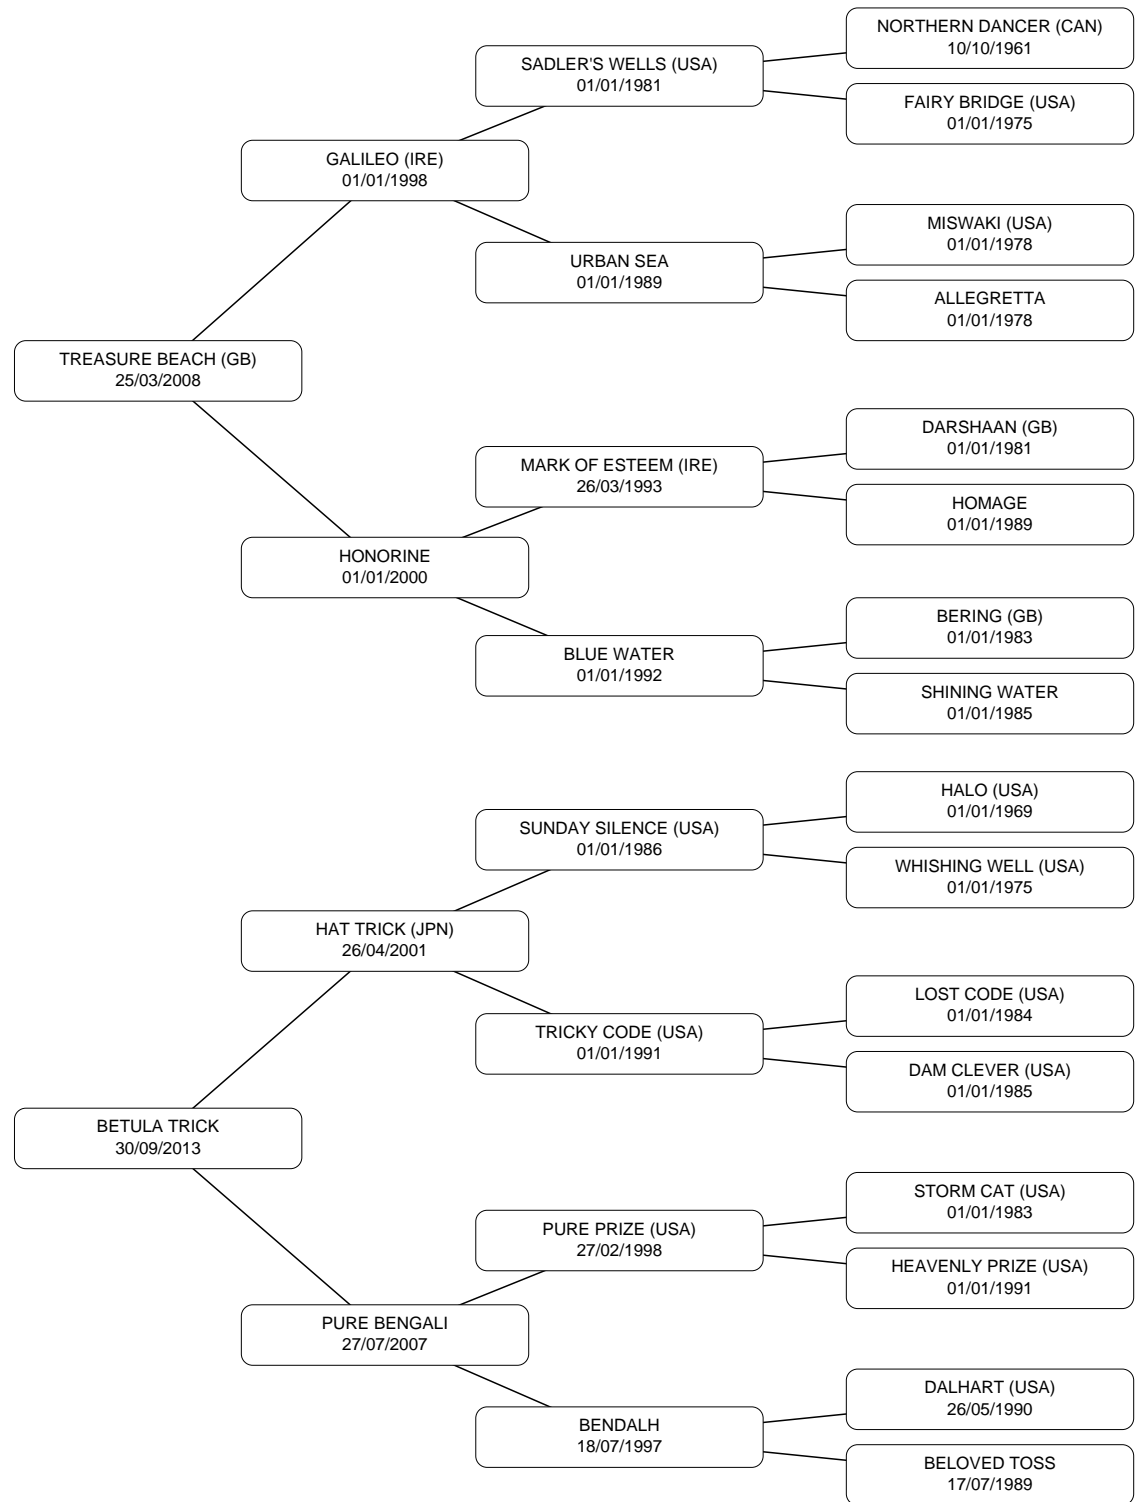 NORTHERN DANCER (CAN)
10/10/1961
SADLER'S WELLS (USA)
01/01/1981
FAIRY BRIDGE (USA)
01/01/1975
GALILEO (IRE)
01/01/1998
MISWAKI (USA)
01/01/1978
URBAN SEA
01/01/1989
ALLEGRETTA
01/01/1978
TREASURE BEACH (GB)
25/03/2008
DARSHAAN (GB)
01/01/1981
MARK OF ESTEEM (IRE)
26/03/1993
HOMAGE
01/01/1989
HONORINE
01/01/2000
BERING (GB)
01/01/1983
BLUE WATER
01/01/1992
SHINING WATER
01/01/1985
HALO (USA)
01/01/1969
SUNDAY SILENCE (USA)
01/01/1986
WHISHING WELL (USA)
01/01/1975
HAT TRICK (JPN)
26/04/2001
LOST CODE (USA)
01/01/1984
TRICKY CODE (USA)
01/01/1991
DAM CLEVER (USA)
01/01/1985
BETULA TRICK
30/09/2013
STORM CAT (USA)
01/01/1983
PURE PRIZE (USA)
27/02/1998
HEAVENLY PRIZE (USA)
01/01/1991
PURE BENGALI
27/07/2007
DALHART (USA)
26/05/1990
BENDALH
18/07/1997
BELOVED TOSS
17/07/1989